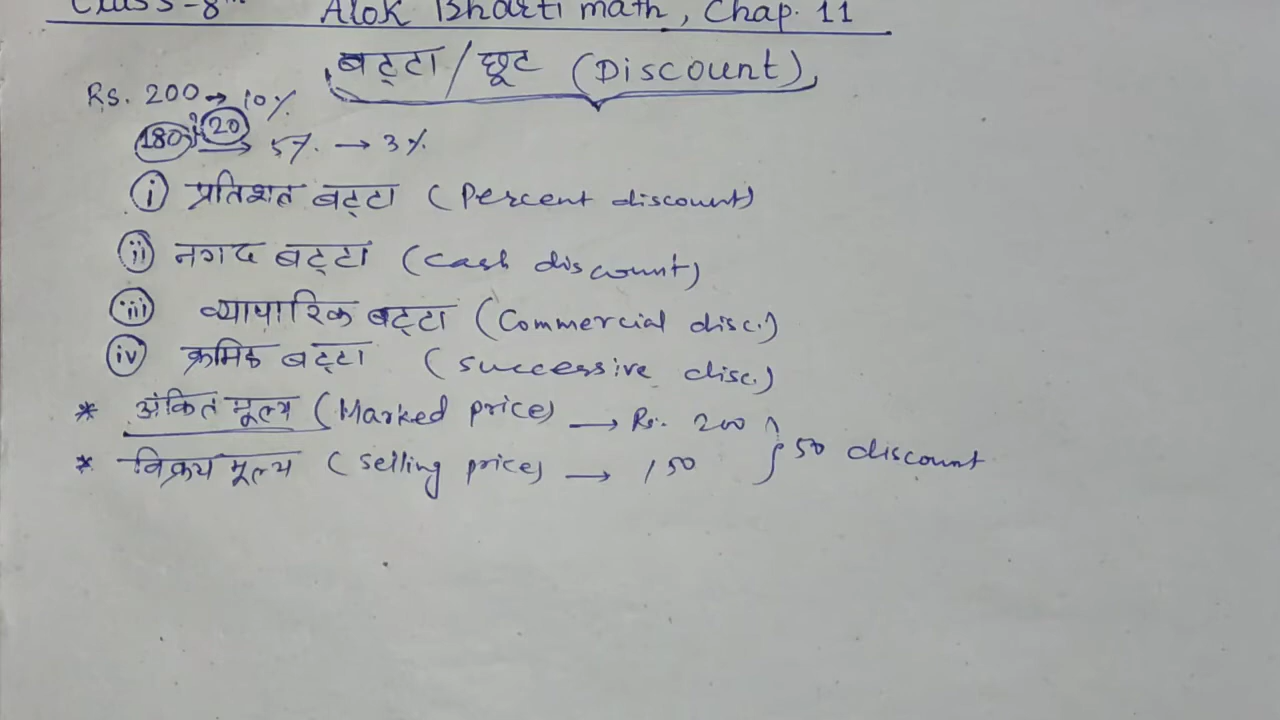 Class-8th Alok Bharti math, Chap. 11
बट्टा / छूट (Discount)
Rs. 200 → 10%
180 20 → 5% → 3%
(i) प्रतिशत बट्टा (Percent discount)
(ii) नगद बट्टा (cash discount)
(iii) व्यापारिक बट्टा (Commercial disc.)
(iv) क्रमिक बट्टा (successive disc.)
* अंकित मूल्य (Marked price) → Rs. 200
* विक्रय मूल्य (selling price) → 150 } 50 discount